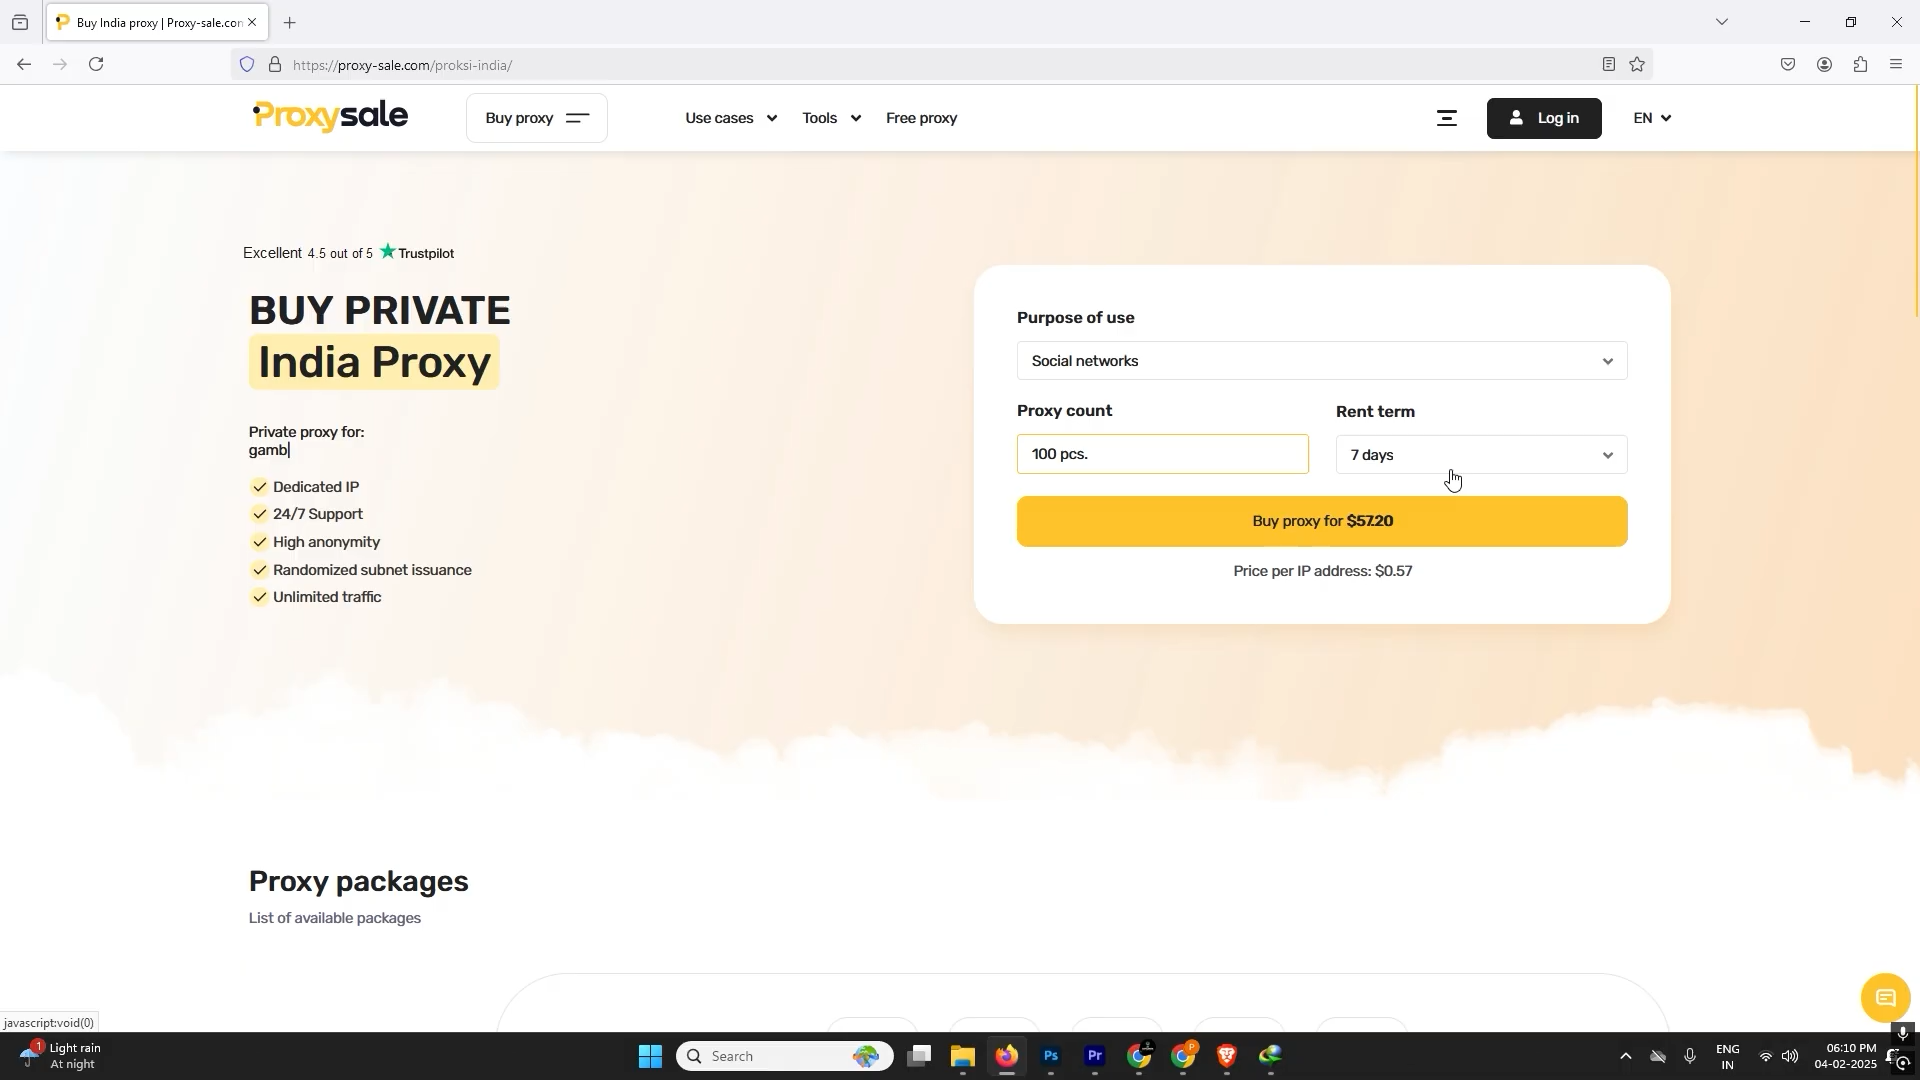 Buy India proxy | Proxy-sale.com
https://proxy-sale.com/proksi-india/
Proxysale
Buy proxy
Use cases
Tools
Free proxy
Log in
EN
Excellent 4.5 out of 5 Trustpilot
BUY PRIVATE
India Proxy
Private proxy for:
gamb
Dedicated IP
24/7 Support
High anonymity
Randomized subnet issuance
Unlimited traffic
Purpose of use
Social networks
Proxy count
Rent term
100 pcs.
7 days
Buy proxy for $57.20
Price per IP address: $0.57
Proxy packages
List of available packages
javascript:void(0)
1
Light rain
At night
Search
Ps
Pr
P
ENG
IN
06:10 PM
04-02-2025